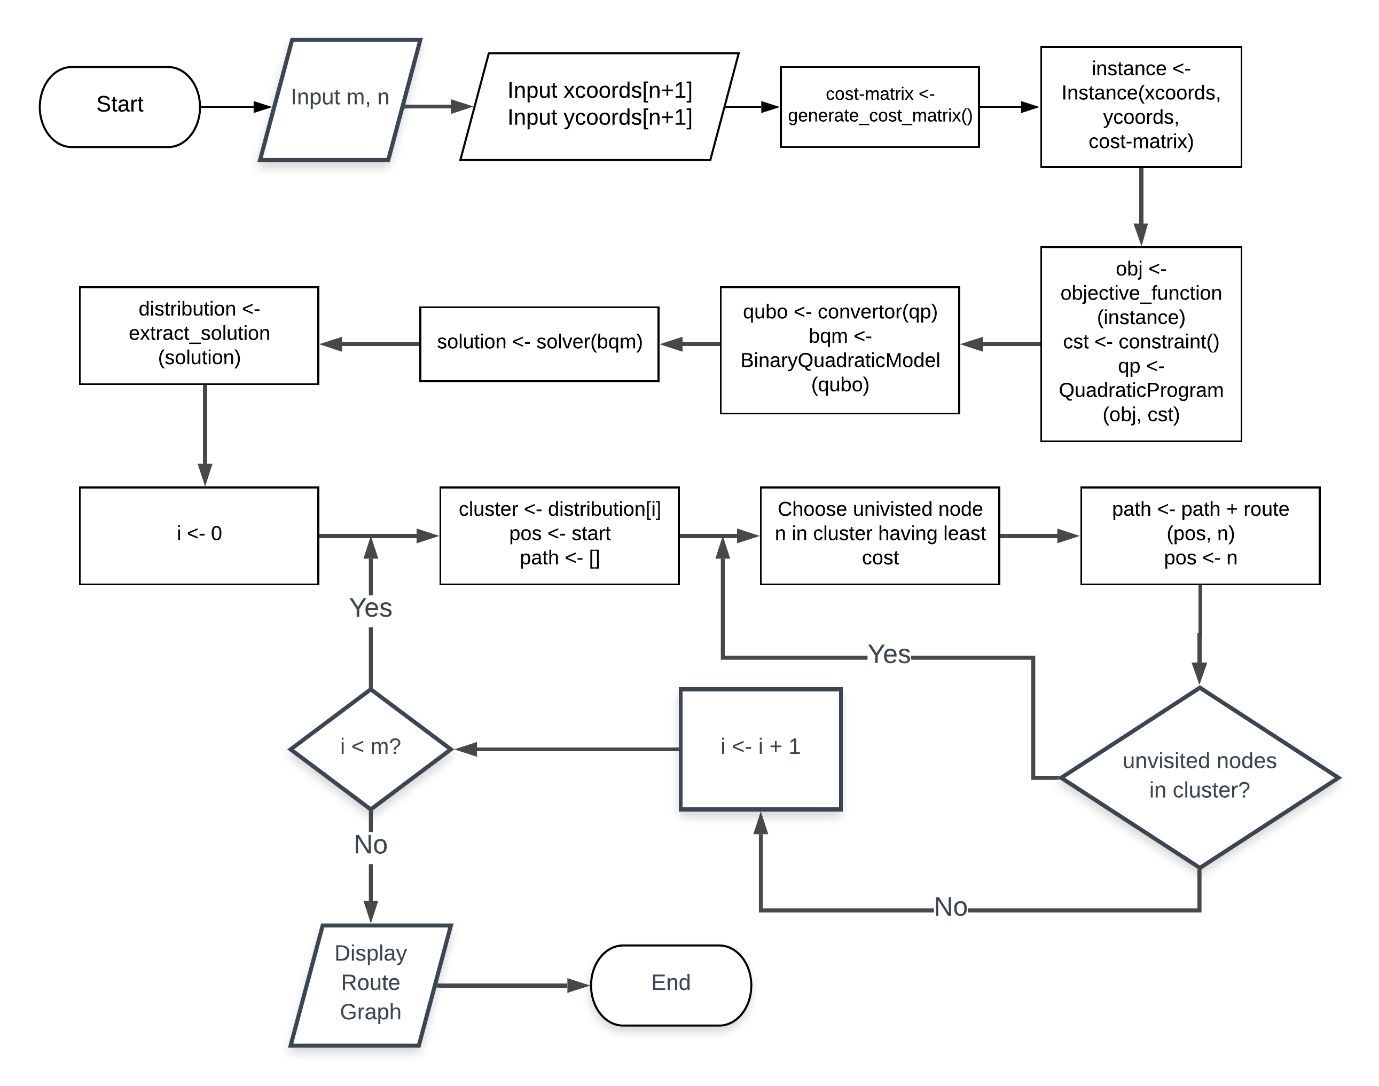 Start
Input m, n
Input xcoords[n+1]
Input ycoords[n+1]
cost-matrix <-
generate_cost_matrix()
instance <-
Instance(xcoords,
ycoords,
cost-matrix)
obj <-
objective_function
(instance)
cst <- constraint()
qp <-
QuadraticProgram
(obj, cst)
qubo <- convertor(qp)
bqm <-
BinaryQuadraticModel
(qubo)
solution <- solver(bqm)
distribution <-
extract_solution
(solution)
i <- 0
cluster <- distribution[i]
pos <- start
path <- []
Choose univisted node
n in cluster having least
cost
path <- path + route
(pos, n)
pos <- n
unvisited nodes
in cluster?
Yes
No
i <- i + 1
i < m?
Yes
No
Display
Route
Graph
End